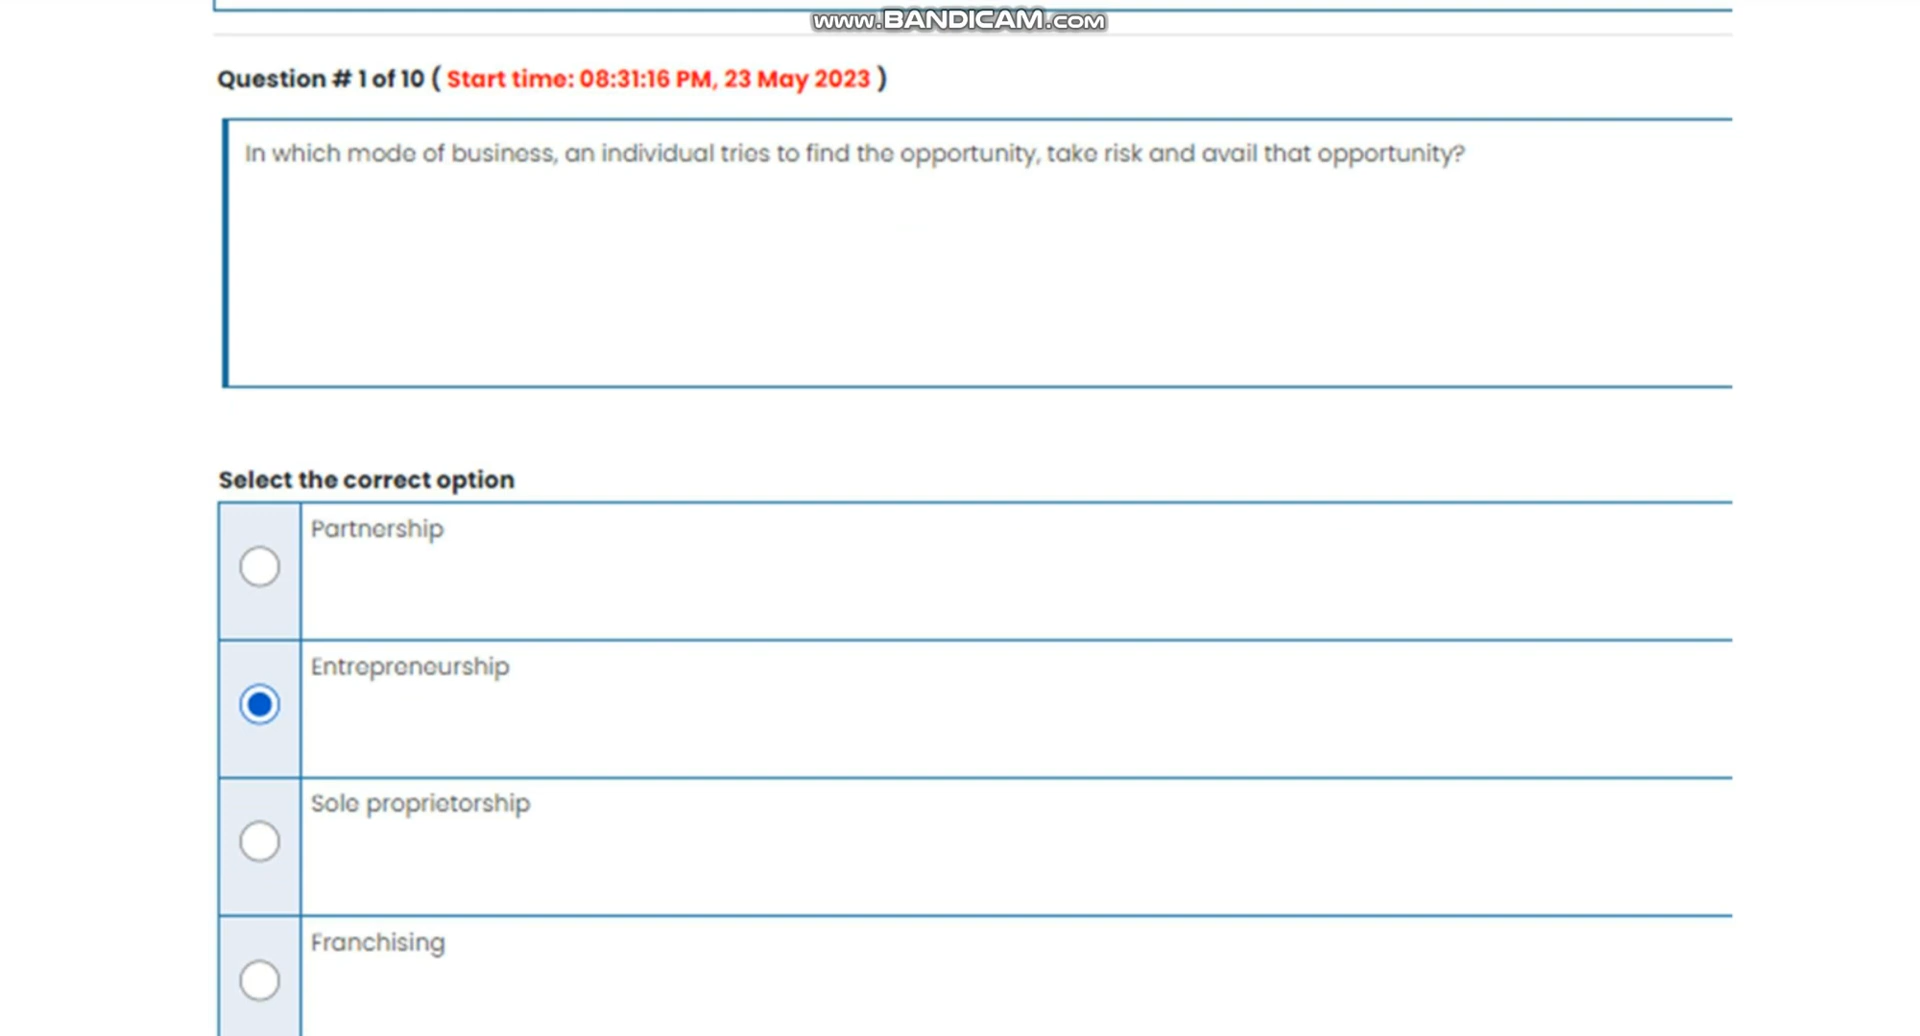 www.BANDICAM.com
Question # 1 of 10 ( Start time: 08:31:16 PM, 23 May 2023 )
In which mode of business, an individual tries to find the opportunity, take risk and avail that opportunity?
Select the correct option
Partnership
Entrepreneurship
Sole proprietorship
Franchising